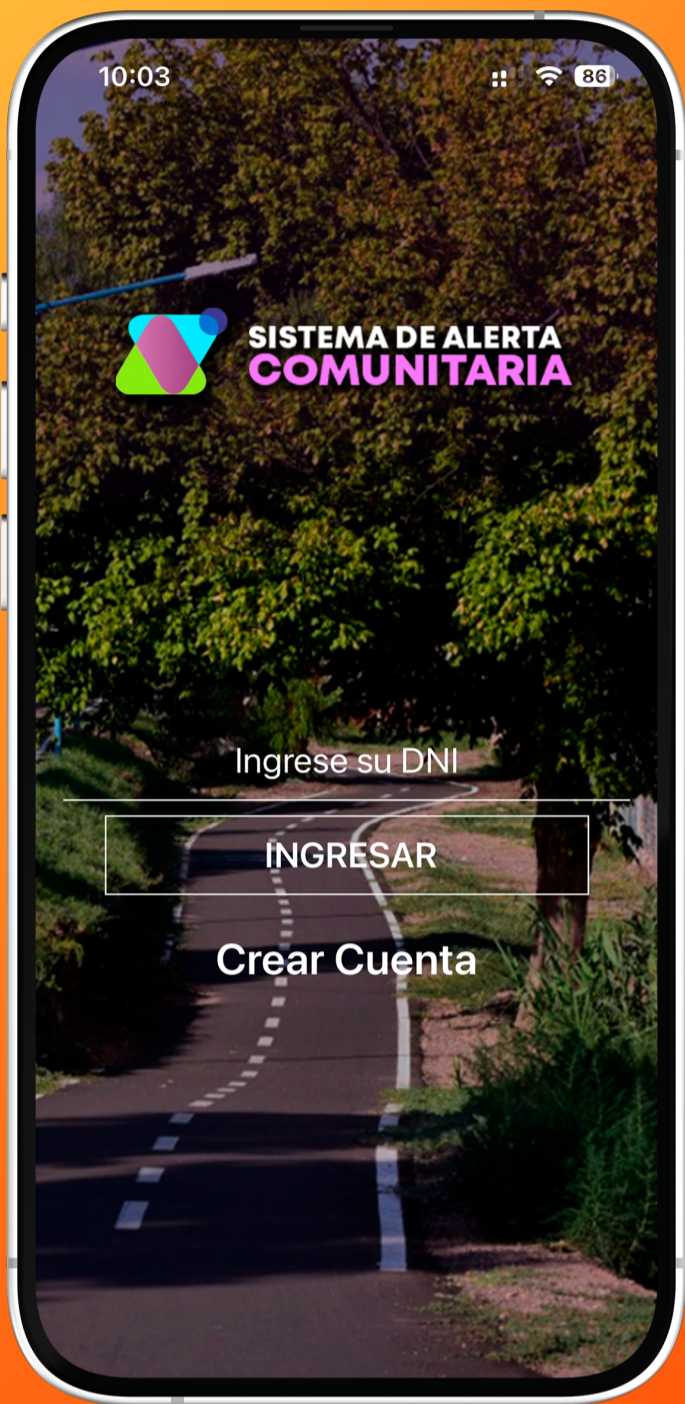 10:03
86
SISTEMA DE ALERTA
COMUNITARIA
Ingrese su DNI
INGRESAR
Crear Cuenta